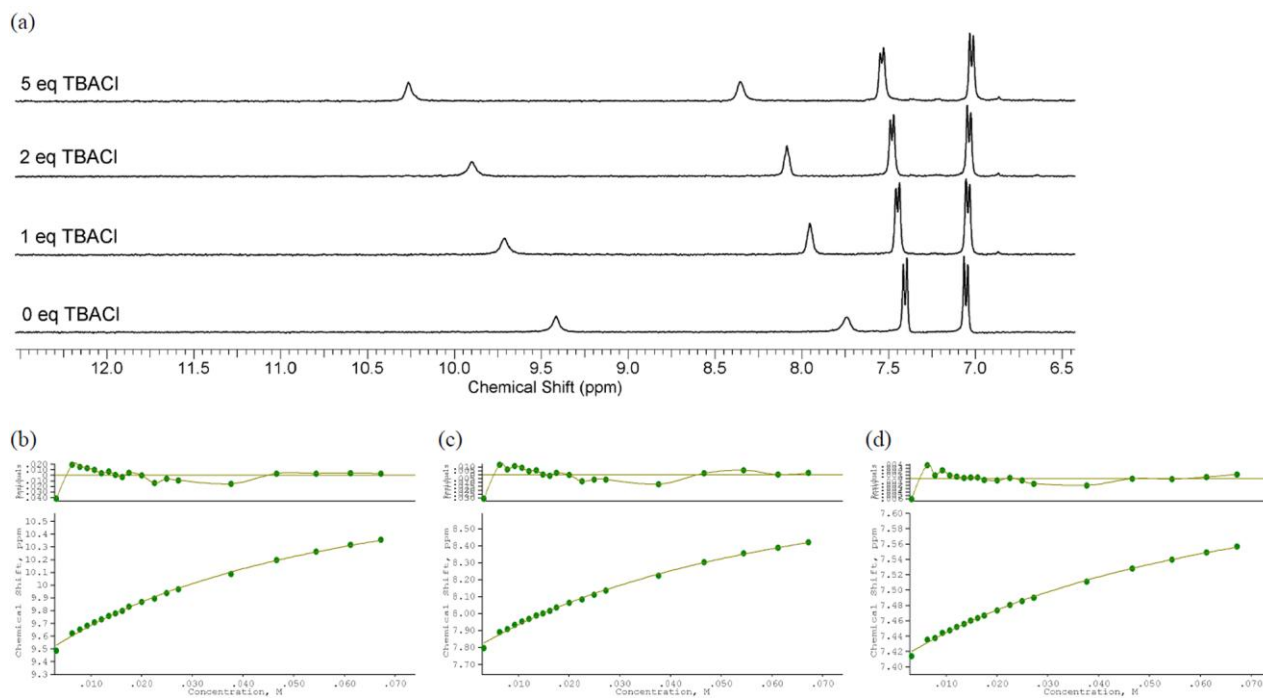 (a)
5 eq TBACl
2 eq TBACl
1 eq TBACl
0 eq TBACl
12.0 11.5 11.0 10.5 10.0 9.5 9.0 8.5 8.0 7.5 7.0 6.5
Chemical Shift (ppm)
(b)
10.5
10.4
10.3
10.2
10.1
10
9.9
9.8
9.7
9.6
9.5
9.4
9.3
Chemical Shift, ppm
.010 .020 .030 .040 .050 .060 .070
Concentration, M
(c)
8.50
8.40
8.30
8.20
8.10
8.00
7.90
7.80
7.70
Chemical Shift, ppm
.010 .020 .030 .040 .050 .060 .070
Concentration, M
(d)
7.60
7.58
7.56
7.54
7.52
7.50
7.48
7.46
7.44
7.42
7.40
Chemical Shift, ppm
.010 .020 .030 .040 .050 .060 .070
Concentration, M